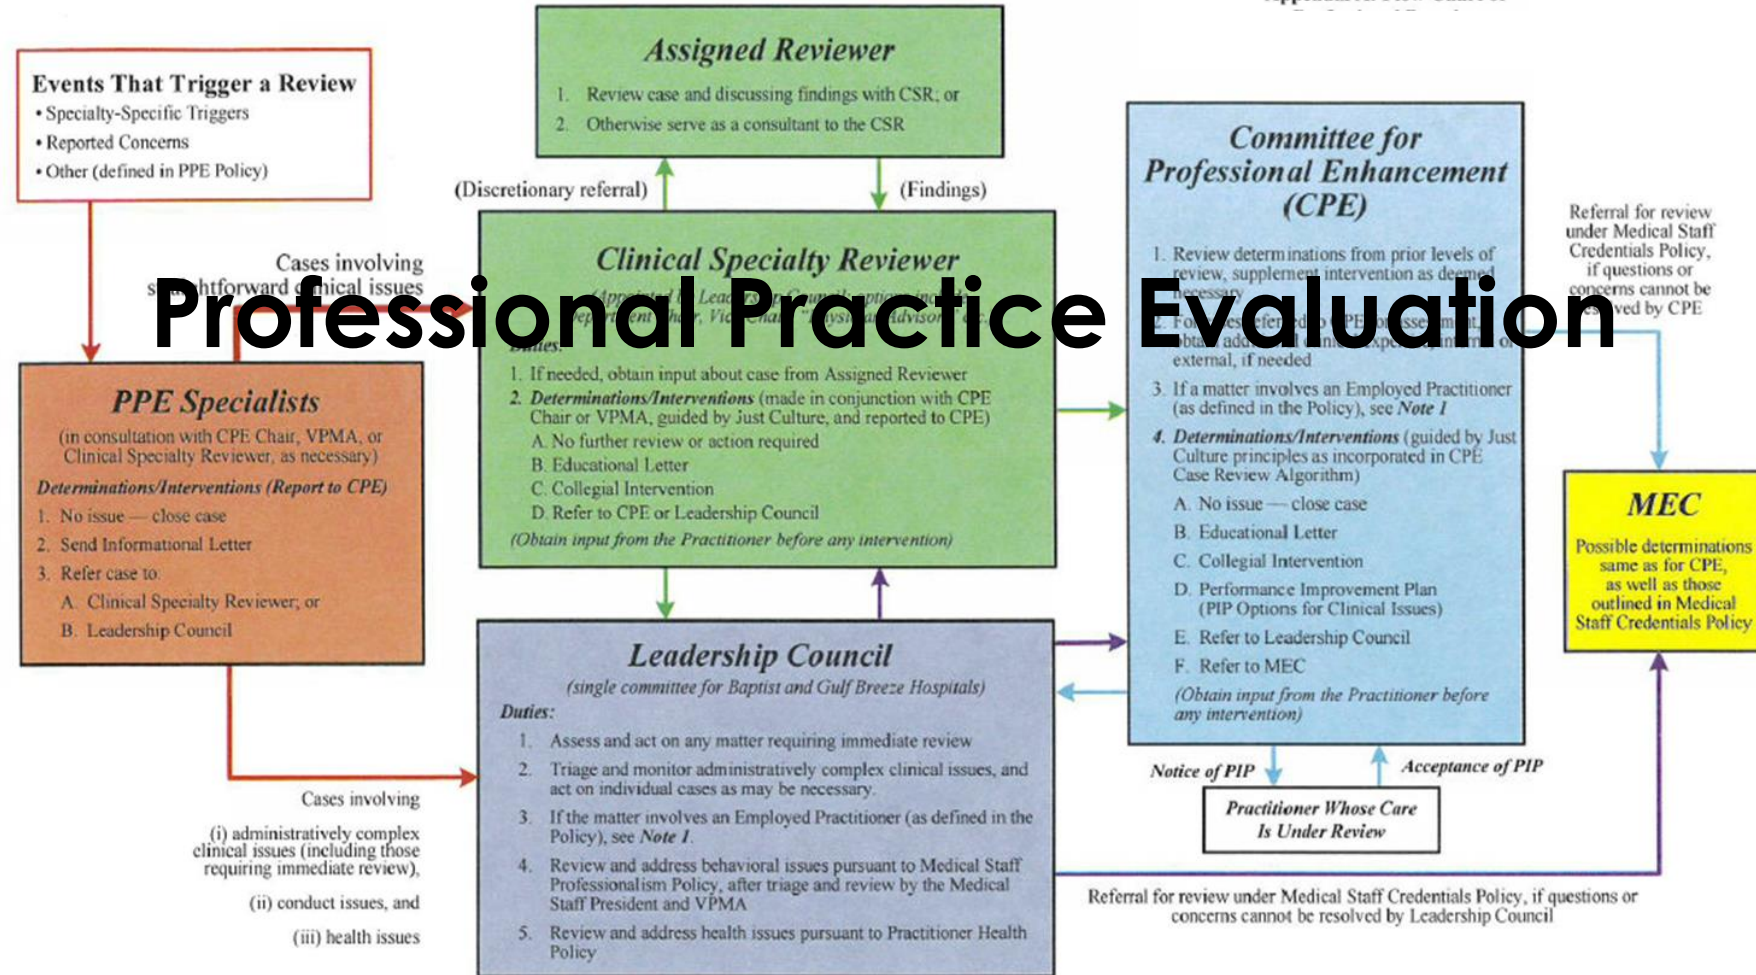 Professional Practice Evaluation
Events That Trigger a Review
• Specialty-Specific Triggers
• Reported Concerns
• Other (defined in PPE Policy)
Assigned Reviewer
1. Review case and discussing findings with CSR; or
2. Otherwise serve as a consultant to the CSR
(Discretionary referral)
(Findings)
Cases involving
clinical issues
Clinical Specialty Reviewer
Duties:
1. If needed, obtain input about case from Assigned Reviewer
2. Determinations/Interventions (made in conjunction with CPE
Chair or VPMA, guided by Just Culture, and reported to CPE)
A. No further review or action required
B. Educational Letter
C. Collegial Intervention
D. Refer to CPE or Leadership Council
(Obtain input from the Practitioner before any intervention)
PPE Specialists
(in consultation with CPE Chair, VPMA, or
Clinical Specialty Reviewer, as necessary)
Determinations/Interventions (Report to CPE)
1. No issue — close case
2. Send Informational Letter
3. Refer case to:
A. Clinical Specialty Reviewer; or
B. Leadership Council
Cases involving
(i) administratively complex
clinical issues (including those
requiring immediate review),
(ii) conduct issues, and
(iii) health issues
Leadership Council
(single committee for Baptist and Gulf Breeze Hospitals)
Duties:
1. Assess and act on any matter requiring immediate review
2. Triage and monitor administratively complex clinical issues, and
act on individual cases as may be necessary.
3. If the matter involves an Employed Practitioner (as defined in the
Policy), see Note 1.
4. Review and address behavioral issues pursuant to Medical Staff
Professionalism Policy, after triage and review by the Medical
Staff President and VPMA
5. Review and address health issues pursuant to Practitioner Health
Policy
Committee for
Professional Enhancement
(CPE)
1. Review determinations from prior levels of
review, supplement intervention as deemed
necessary
external, if needed
3. If a matter involves an Employed Practitioner
(as defined in the Policy), see Note 1
4. Determinations/Interventions (guided by Just
Culture principles as incorporated in CPE
Case Review Algorithm)
A. No issue — close case
B. Educational Letter
C. Collegial Intervention
D. Performance Improvement Plan
(PIP Options for Clinical Issues)
E. Refer to Leadership Council
F. Refer to MEC
(Obtain input from the Practitioner before
any intervention)
Notice of PIP
Acceptance of PIP
Practitioner Whose Care
Is Under Review
Referral for review
under Medical Staff
Credentials Policy,
if questions or
concerns cannot be
by CPE
MEC
Possible determinations
same as for CPE,
as well as those
outlined in Medical
Staff Credentials Policy
Referral for review under Medical Staff Credentials Policy, if questions or
concerns cannot be resolved by Leadership Council